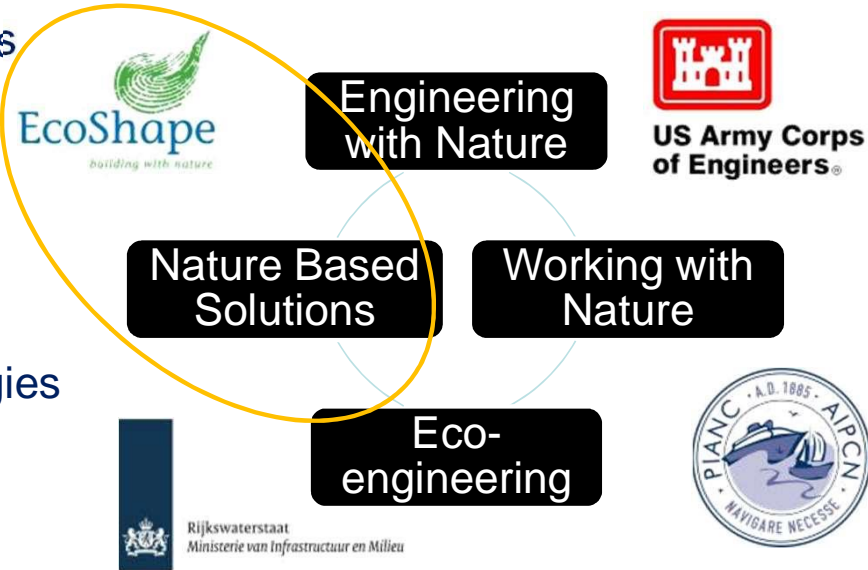 s
EcoShape
building with nature
Engineering
with Nature
US Army Corps
of Engineers®
Nature Based
Solutions
Working with
Nature
gies
Eco-
engineering
Rijkswaterstaat
Ministerie van Infrastructuur en Milieu
PIANC · A.D. 1885 · AIPCN ·
NAVIGARE NECESSE